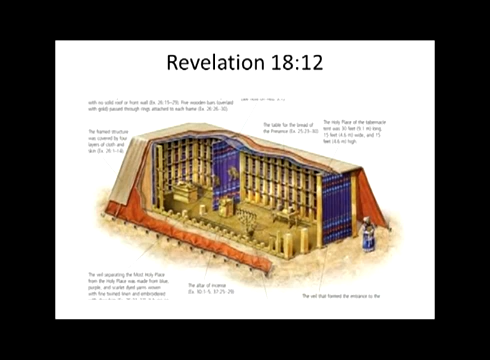 Revelation 18:12
with no solid roof or front wall (Ex. 26:15–29). Five wooden bars (overlaid
with gold) passed through rings attached to each frame (Ex. 26:26–30).
The table for the bread of
the Presence (Ex. 25:23–30)
The Holy Place of the tabernacle
tent was 30 feet (9.1 m) long,
15 feet (4.6 m) wide, and 15
feet (4.6 m) high.
The framed structure
was covered by four
layers of cloth and
skin (Ex. 26:1–14).
The veil separating the Most Holy Place
from the Holy Place was made from blue,
purple, and scarlet dyed yarns woven
with fine twined linen and embroidered
The altar of incense
(Ex. 30:1–5; 37:25–28)
The veil that formed the entrance to the